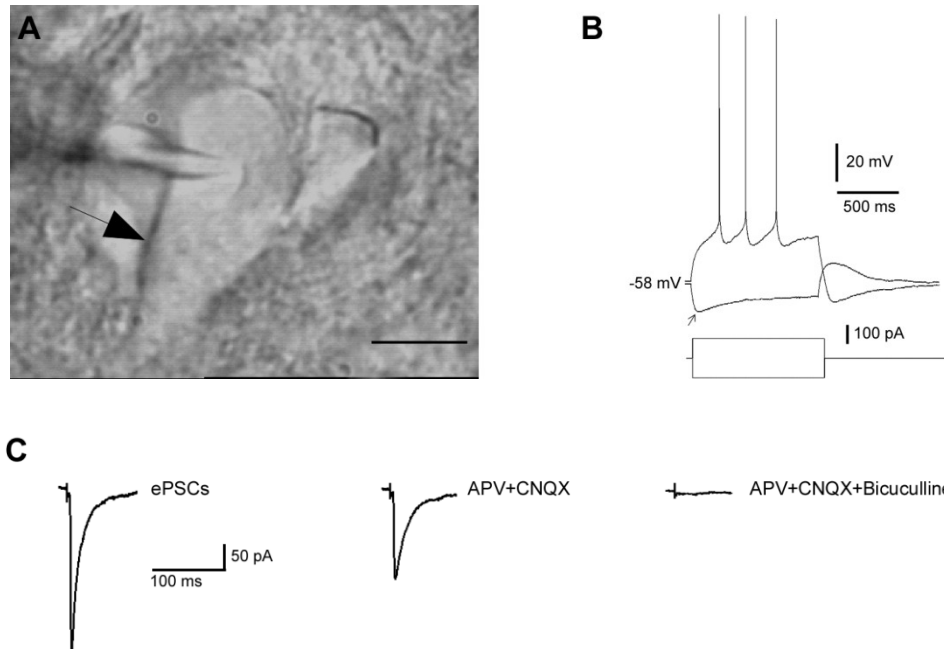 A
B
20 mV
500 ms
-58 mV
100 pA
C
ePSCs
50 pA
100 ms
APV+CNQX
APV+CNQX+Bicuculline